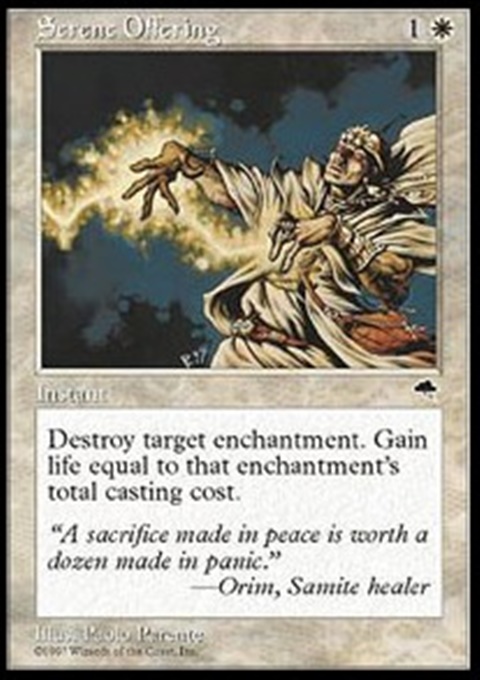 Serene Offering 1
Instant
Destroy target enchantment. Gain
life equal to that enchantment's
total casting cost.
"A sacrifice made in peace is worth a
dozen made in panic."
—Orim, Samite healer
Illus. Paolo Parente
©1997 Wizards of the Coast, Inc.